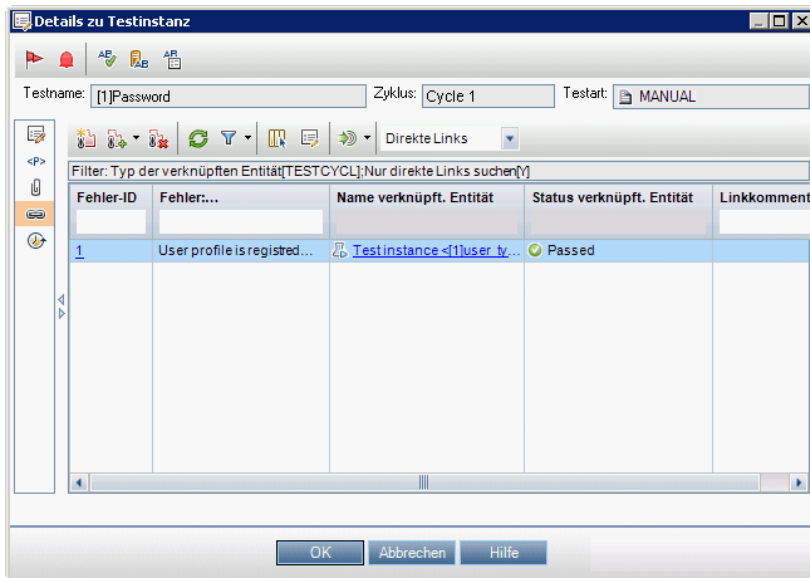 Details zu Testinstanz
Testname: [1]Password Zyklus: Cycle 1 Testart: MANUAL
<P>
Direkte Links
Filter: Typ der verknüpften Entität[TESTCYCL];Nur direkte Links suchen[Y]
Fehler-ID Fehler:... Name verknüpft. Entität Status verknüpft. Entität Linkkomment
1 User profile is registred... Test instance <[1]user_ty... Passed
OK Abbrechen Hilfe